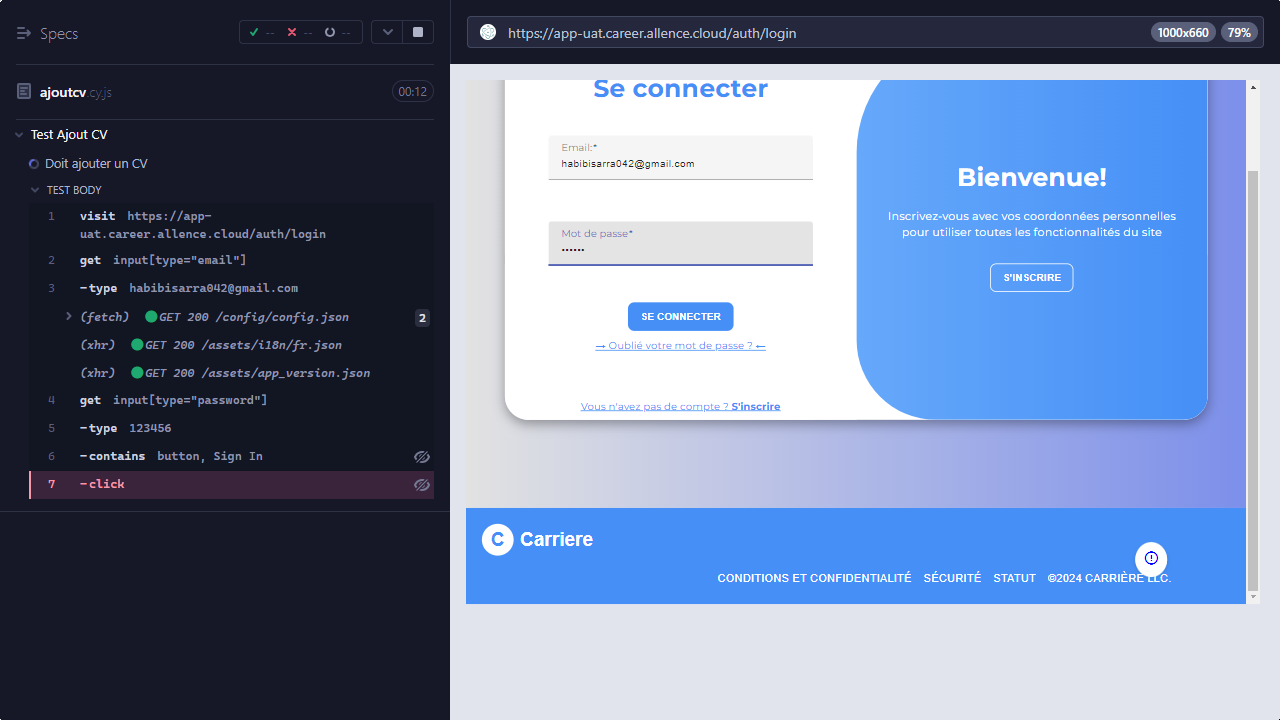 Specs
-- -- --
ajoutcv.cy.js
00:12
Test Ajout CV
Doit ajouter un CV
TEST BODY
1 visit https://app-
uat.career.allence.cloud/auth/login
2 get input[type="email"]
3 -type habibisarra042@gmail.com
(fetch) GET 200 /config/config.json 2
(xhr) GET 200 /assets/i18n/fr.json
(xhr) GET 200 /assets/app_version.json
4 get input[type="password"]
5 -type 123456
6 -contains button, Sign In
7 -click
https://app-uat.career.allence.cloud/auth/login
1000x660 79%
Se connecter
Email:*
habibisarra042@gmail.com
Mot de passe*
••••••
SE CONNECTER
→ Oublié votre mot de passe ? ←
Vous n'avez pas de compte ? S'inscrire
Bienvenue!
Inscrivez-vous avec vos coordonnées personnelles
pour utiliser toutes les fonctionnalités du site
S'INSCRIRE
C Carriere
CONDITIONS ET CONFIDENTIALITÉ SÉCURITÉ STATUT ©2024 CARRIÈRE LLC.